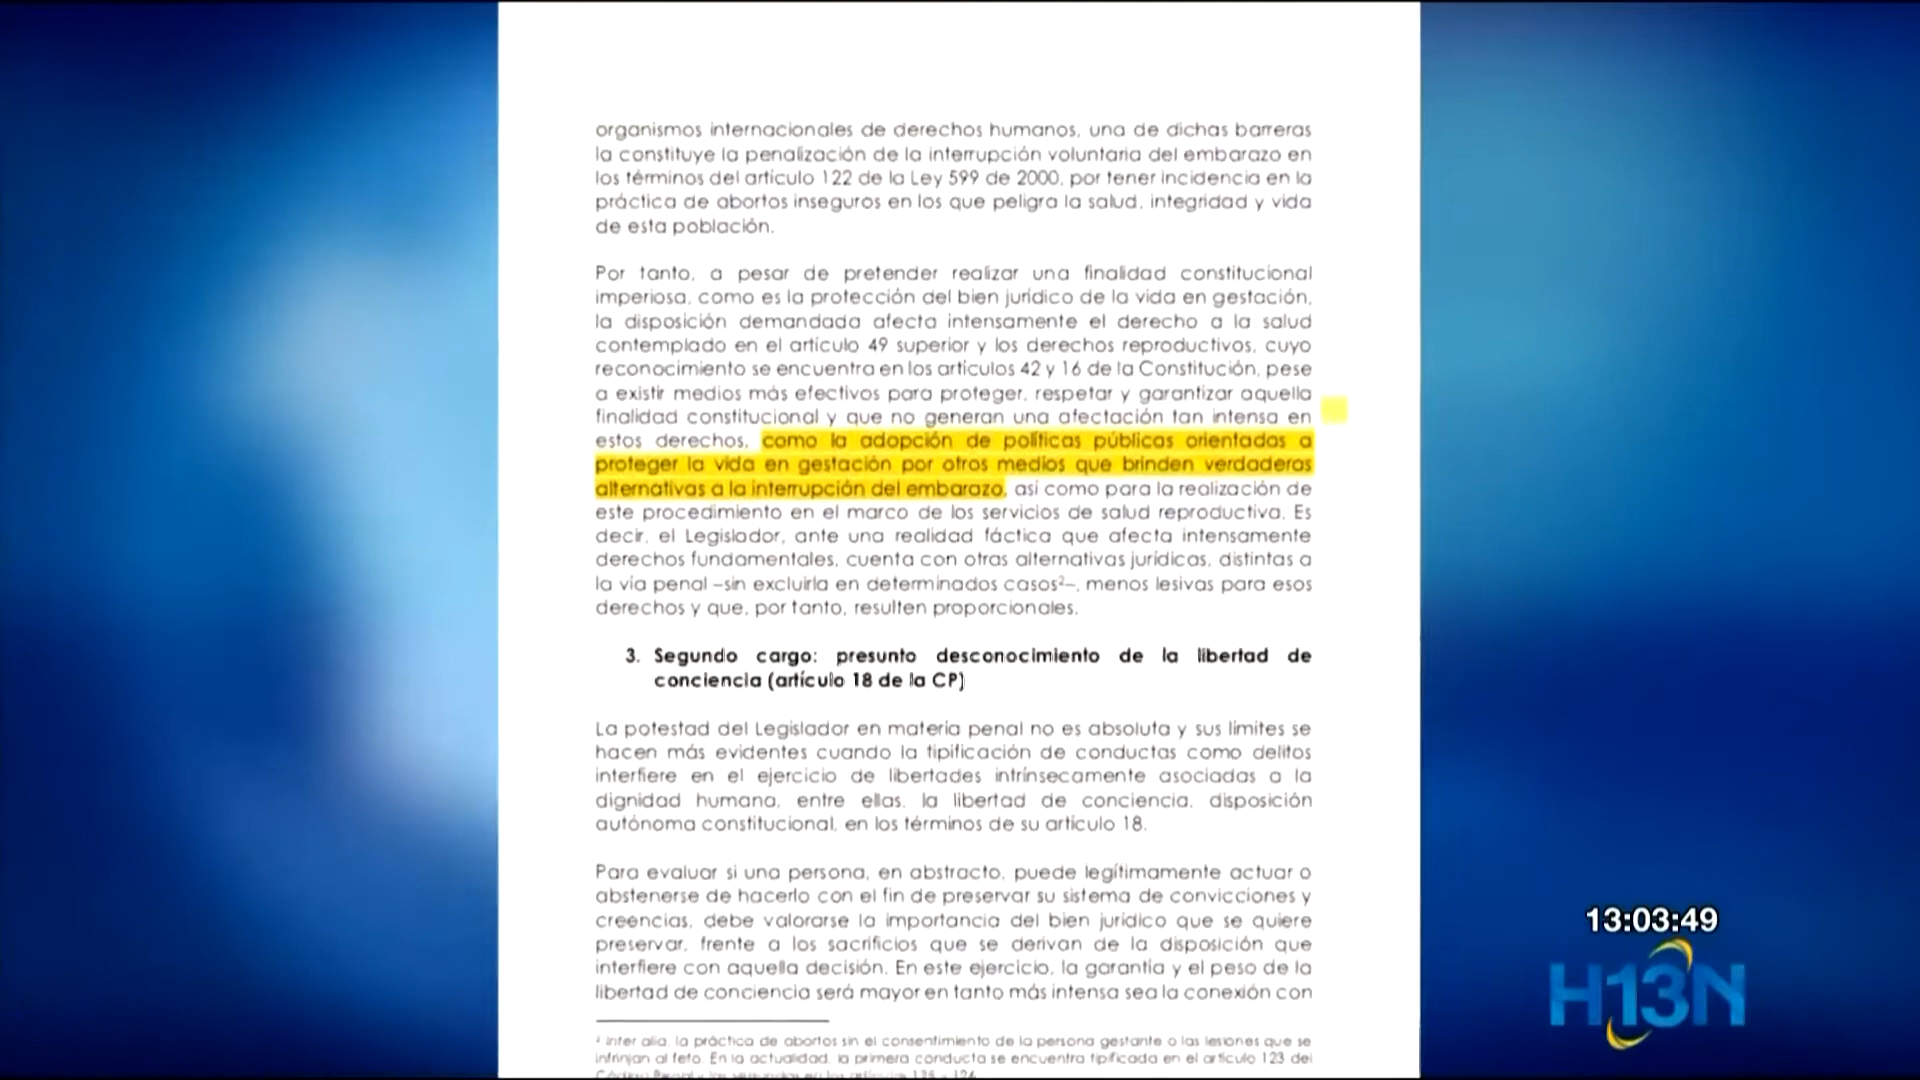 organismos internacionales de derechos humanos, una de dichas barreras
la constituye la penalización de la interrupción voluntaria del embarazo en
los términos del artículo 122 de la Ley 599 de 2000, por tener incidencia en la
práctica de abortos inseguros en los que peligra la salud, integridad y vida
de esta población.
Por tanto, a pesar de pretender realizar una finalidad constitucional
imperiosa, como es la protección del bien jurídico de la vida en gestación,
la disposición demandada afecta intensamente el derecho a la salud
contemplado en el artículo 49 superior y los derechos reproductivos, cuyo
reconocimiento se encuentra en los artículos 42 y 16 de la Constitución, pese
a existir medios más efectivos para proteger, respetar y garantizar aquella
finalidad constitucional y que no generan una afectación tan intensa en
estos derechos, como la adopción de políticas públicas orientadas a
proteger la vida en gestación por otros medios que brinden verdaderas
alternativas a la interrupción del embarazo, así como para la realización de
este procedimiento en el marco de los servicios de salud reproductiva. Es
decir, el Legislador, ante una realidad fáctica que afecta intensamente
derechos fundamentales, cuenta con otras alternativas jurídicas, distintas a
la vía penal –sin excluirla en determinados casos²–, menos lesivas para esos
derechos y que, por tanto, resulten proporcionales.
3. Segundo cargo: presunto desconocimiento de la libertad de
conciencia (artículo 18 de la CP)
La potestad del Legislador en materia penal no es absoluta y sus límites se
hacen más evidentes cuando la tipificación de conductas como delitos
interfiere en el ejercicio de libertades intrínsecamente asociadas a la
dignidad humana, entre ellas, la libertad de conciencia, disposición
autónoma constitucional, en los términos de su artículo 18.
Para evaluar si una persona, en abstracto, puede legítimamente actuar o
abstenerse de hacerlo con el fin de preservar su sistema de convicciones y
creencias, debe valorarse la importancia del bien jurídico que se quiere
preservar, frente a los sacrificios que se derivan de la disposición que
interfiere con aquella decisión. En este ejercicio, la garantía y el peso de la
libertad de conciencia será mayor en tanto más intensa sea la conexión con
² Inter alia, la práctica de abortos sin el consentimiento de la persona gestante o las lesiones que se
infrinjan al feto. En la actualidad, la primera conducta se encuentra tipificada en el artículo 123 del
13:03:49
H13N